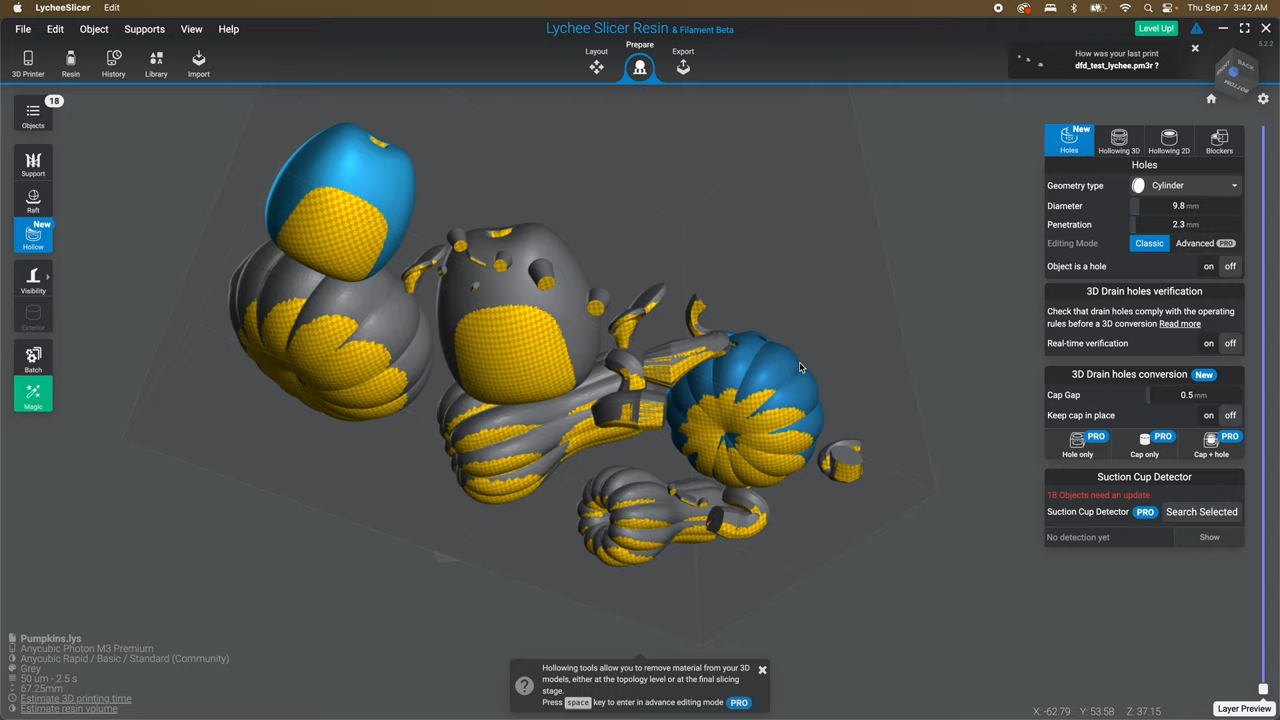 LycheeSlicer Edit
Thu Sep 7 3:42 AM
File Edit Object Supports View Help
Lychee Slicer Resin & Filament Beta
Level Up!
5.2.2
3D Printer Resin History Library Import
Layout Prepare Export
How was your last print
dfd_test_lychee.pm3r ?
BACK
18
Objects
Support
Raft
New
Hollow
Visibility
Exterior
Batch
Magic
New
Holes Hollowing 3D Hollowing 2D Blockers
Holes
Geometry type Cylinder
Diameter 9.8 mm
Penetration 2.3 mm
Editing Mode Classic Advanced PRO
Object is a hole on off
3D Drain holes verification
Check that drain holes comply with the operating
rules before a 3D conversion Read more
Real-time verification on off
3D Drain holes conversion New
Cap Gap 0.5 mm
Keep cap in place on off
PRO PRO PRO
Hole only Cap only Cap + hole
Suction Cup Detector
18 Objects need an update
Suction Cup Detector PRO Search Selected
No detection yet Show
Pumpkins.lys
Anycubic Photon M3 Premium
Anycubic Rapid / Basic / Standard (Community)
Grey
50 um - 2.5 s
67.25mm
Estimate 3D printing time
Estimate resin volume
Hollowing tools allow you to remove material from your 3D
models, either at the topology level or at the final slicing
stage.
Press space key to enter in advance editing mode PRO
X: -62.79 Y: 53.58 Z: 37.15
Layer Preview